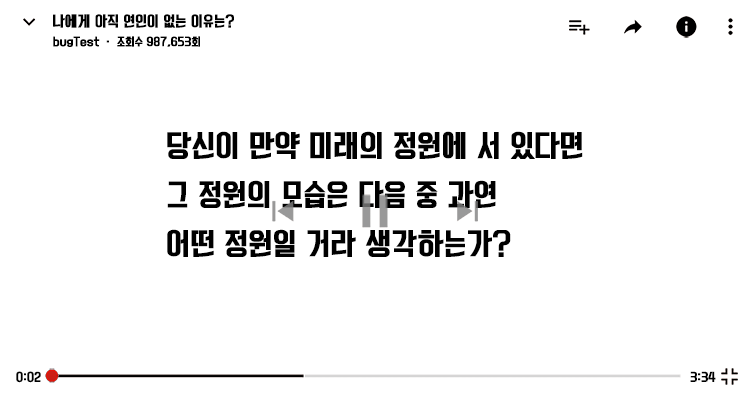 나에게 아직 연인이 없는 이유는?
bugTest · 조회수 987,653회
당신이 만약 미래의 정원에 서 있다면
그 정원의 모습은 다음 중 과연
어떤 정원일 거라 생각하는가?
0:02 3:34